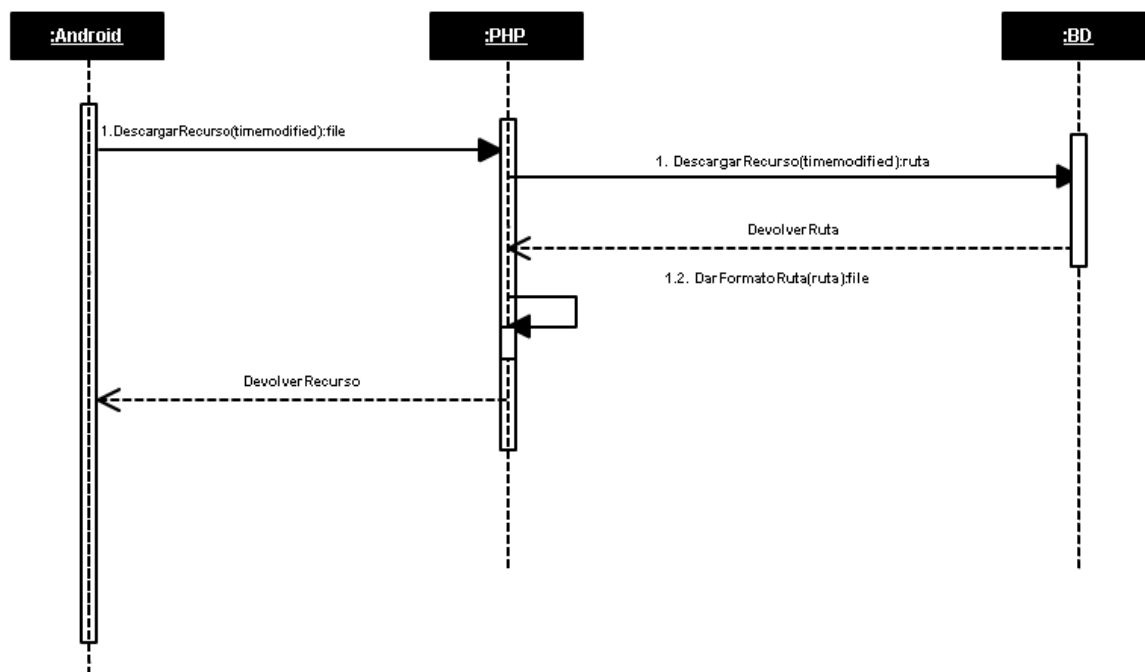 :Android
:PHP
:BD
1.DescargarRecurso(timemodified):file
1. DescargarRecurso(timemodified):ruta
DevolverRuta
1.2. DarFormatoRuta(ruta):file
DevolverRecurso